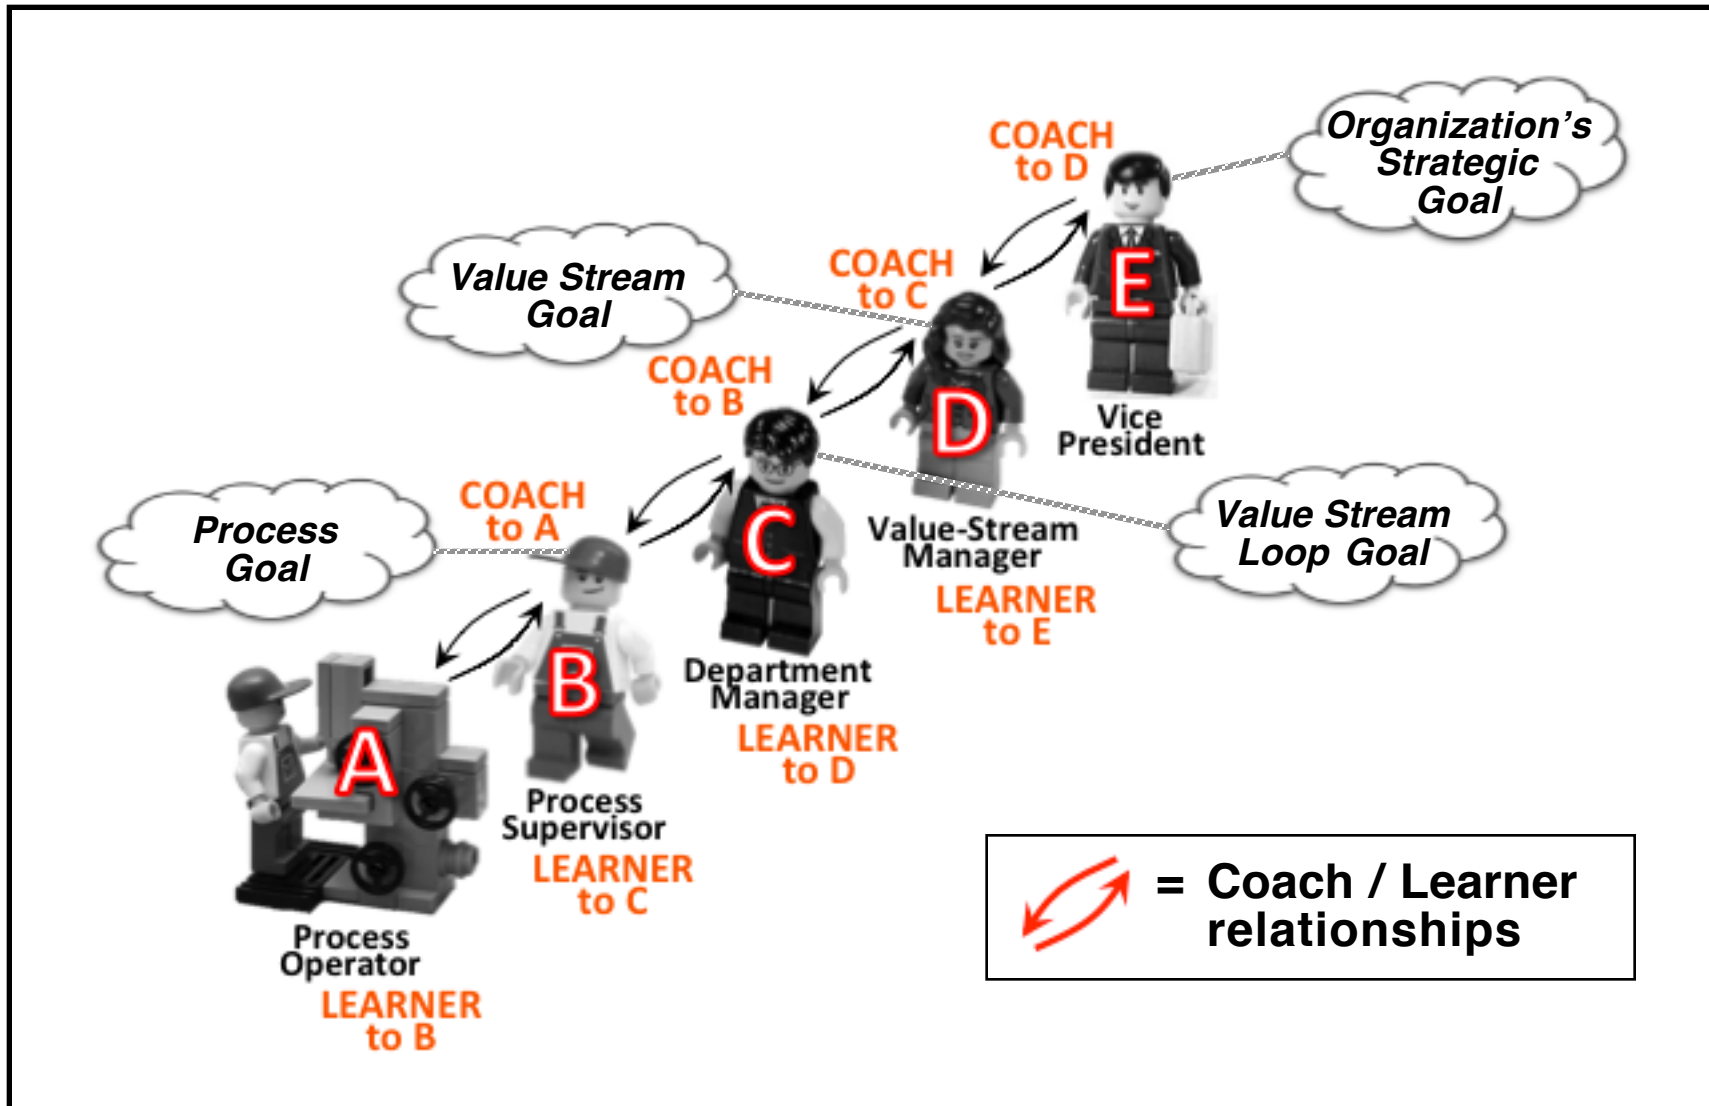 COACH
to D
Organization's
Strategic
Goal
E
Vice
President
Value Stream
Goal
COACH
to C
D
Value-Stream
Manager
LEARNER
to E
COACH
to B
C
Department
Manager
LEARNER
to D
Value Stream
Loop Goal
Process
Goal
COACH
to A
B
Process
Supervisor
LEARNER
to C
A
Process
Operator
LEARNER
to B
= Coach / Learner
relationships